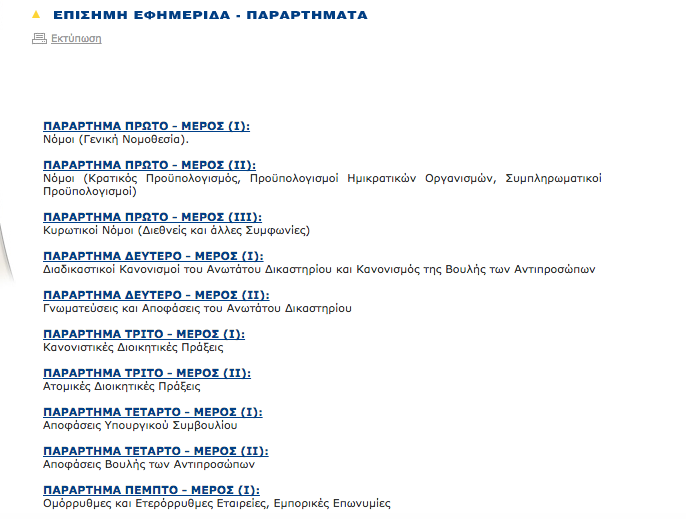 ΕΠΙΣΗΜΗ ΕΦΗΜΕΡΙΔΑ - ΠΑΡΑΡΤΗΜΑΤΑ
Εκτύπωση
ΠΑΡΑΡΤΗΜΑ ΠΡΩΤΟ – ΜΕΡΟΣ (Ι):
Νόμοι (Γενική Νομοθεσία).
ΠΑΡΑΡΤΗΜΑ ΠΡΩΤΟ – ΜΕΡΟΣ (ΙΙ):
Νόμοι (Κρατικός Προϋπολογισμός, Προϋπολογισμοί Ημικρατικών Οργανισμών, Συμπληρωματικοί
Προϋπολογισμοί)
ΠΑΡΑΡΤΗΜΑ ΠΡΩΤΟ – ΜΕΡΟΣ (ΙΙΙ):
Κυρωτικοί Νόμοι (Διεθνείς και άλλες Συμφωνίες)
ΠΑΡΑΡΤΗΜΑ ΔΕΥΤΕΡΟ – ΜΕΡΟΣ (Ι):
Διαδικαστικοί Κανονισμοί του Ανωτάτου Δικαστηρίου και Κανονισμός της Βουλής των Αντιπροσώπων
ΠΑΡΑΡΤΗΜΑ ΔΕΥΤΕΡΟ – ΜΕΡΟΣ (ΙΙ):
Γνωματεύσεις και Αποφάσεις του Ανωτάτου Δικαστηρίου
ΠΑΡΑΡΤΗΜΑ ΤΡΙΤΟ – ΜΕΡΟΣ (Ι):
Κανονιστικές Διοικητικές Πράξεις
ΠΑΡΑΡΤΗΜΑ ΤΡΙΤΟ – ΜΕΡΟΣ (ΙΙ):
Ατομικές Διοικητικές Πράξεις
ΠΑΡΑΡΤΗΜΑ ΤΕΤΑΡΤΟ – ΜΕΡΟΣ (Ι):
Αποφάσεις Υπουργικού Συμβουλίου
ΠΑΡΑΡΤΗΜΑ ΤΕΤΑΡΤΟ – ΜΕΡΟΣ (ΙΙ):
Αποφάσεις Βουλής των Αντιπροσώπων
ΠΑΡΑΡΤΗΜΑ ΠΕΜΠΤΟ – ΜΕΡΟΣ (Ι):
Ομόρρυθμες και Ετερόρρυθμες Εταιρείες, Εμπορικές Επωνυμίες